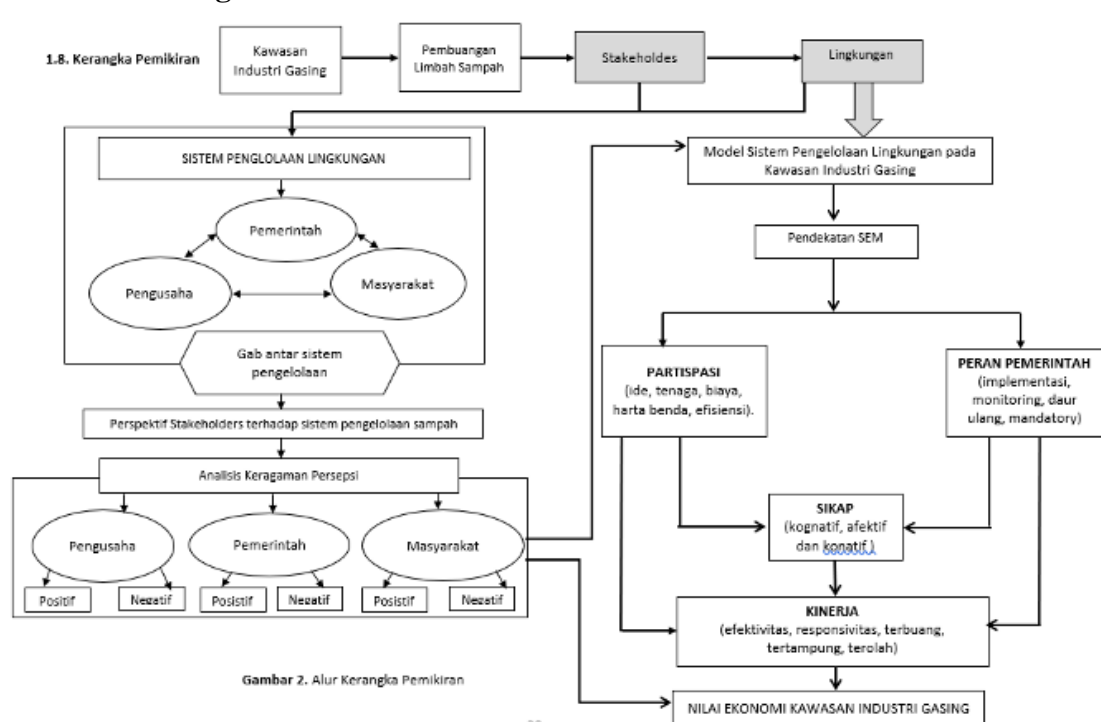 1.8. Kerangka Pemikiran
Kawasan
Industri Gasing
Pembuangan
Limbah Sampah
Stakeholdes
Lingkungan
SISTEM PENGLOLAAN LINGKUNGAN
Pemerintah
Pengusaha
Masyarakat
Gab antar sistem
pengelolaan
Perspektif Stakeholders terhadap sistem pengelolaan sampah
Analisis Keragaman Persepsi
Pengusaha
Pemerintah
Masyarakat
Positif
Negatif
Posistif
Negatif
Posistif
Negatif
Model Sistem Pengelolaan Lingkungan pada
Kawasan Industri Gasing
Pendekatan SEM
PARTISPASI
(ide, tenaga, biaya,
harta benda, efisiensi).
PERAN PEMERINTAH
(implementasi,
monitoring, daur
ulang, mandatory)
SIKAP
(kognatif, afektif
dan konatif )
KINERJA
(efektivitas, responsivitas, terbuang,
tertampung, terolah)
NILAI EKONOMI KAWASAN INDUSTRI GASING
Gambar 2. Alur Kerangka Pemikiran